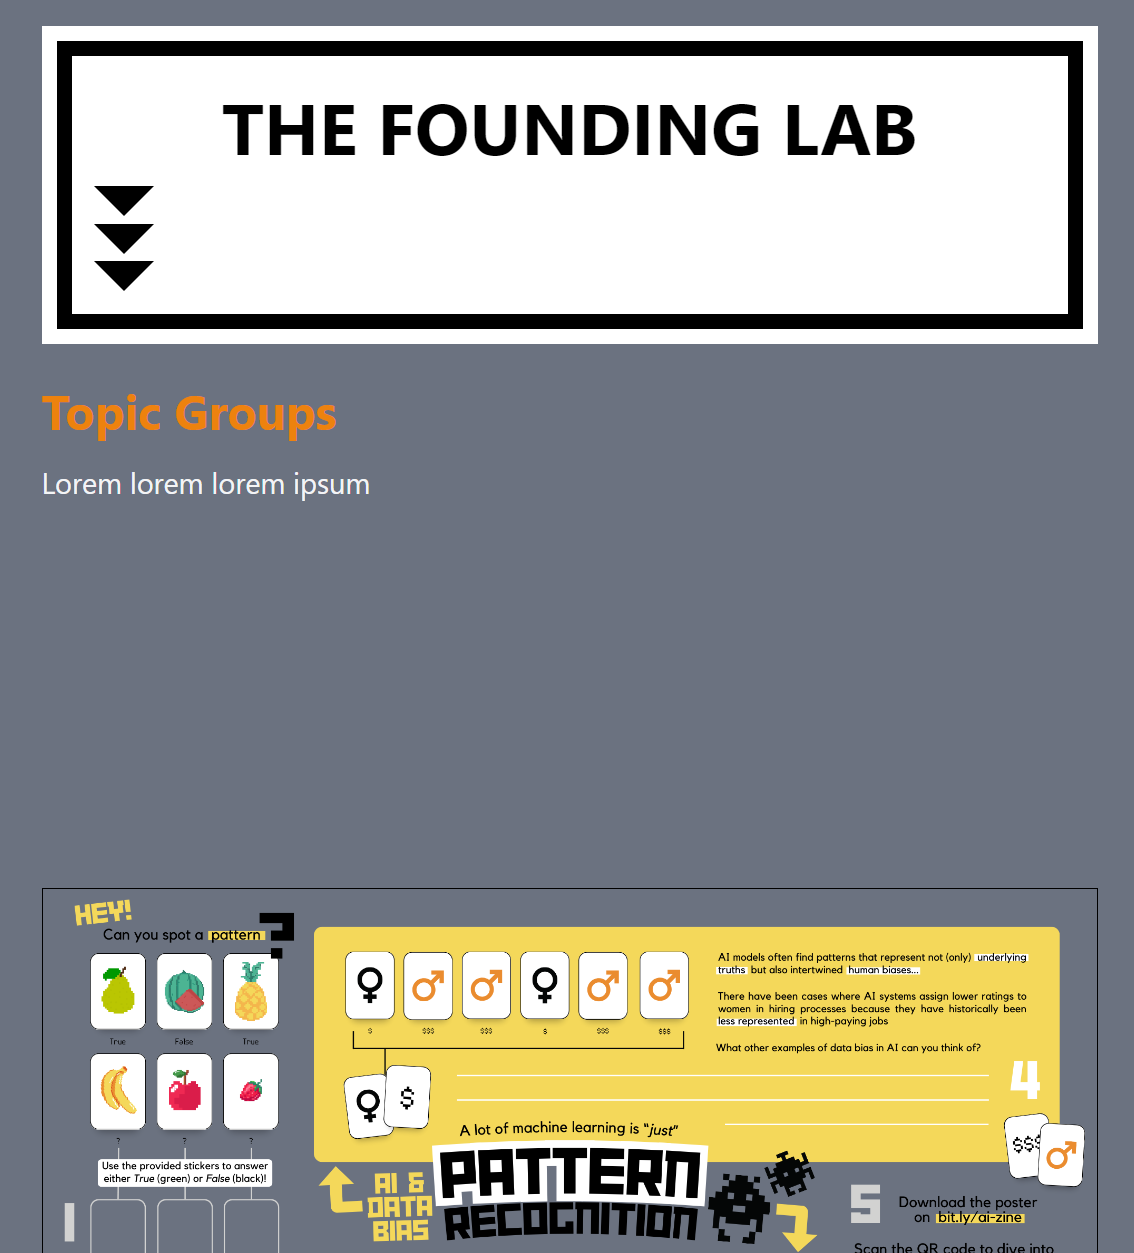 THE FOUNDING LAB
Topic Groups
Lorem lorem lorem ipsum
HEY!
Can you spot a pattern
?
True
False
True
?
?
?
Use the provided stickers to answer
either True (green) or False (black)!
1
$
$$$
$$$
$
$$$
$$$
$
AI models often find patterns that represent not (only) underlying
truths but also intertwined human biases...
There have been cases where AI systems assign lower ratings to
women in hiring processes because they have historically been
less represented in high-paying jobs
What other examples of data bias in AI can you think of?
4
$$$
A lot of machine learning is "just"
PATTERN
RECOGNITION
AI &
DATA
BIAS
5
Download the poster
on bit.ly/ai-zine
Scan the QR code to dive into